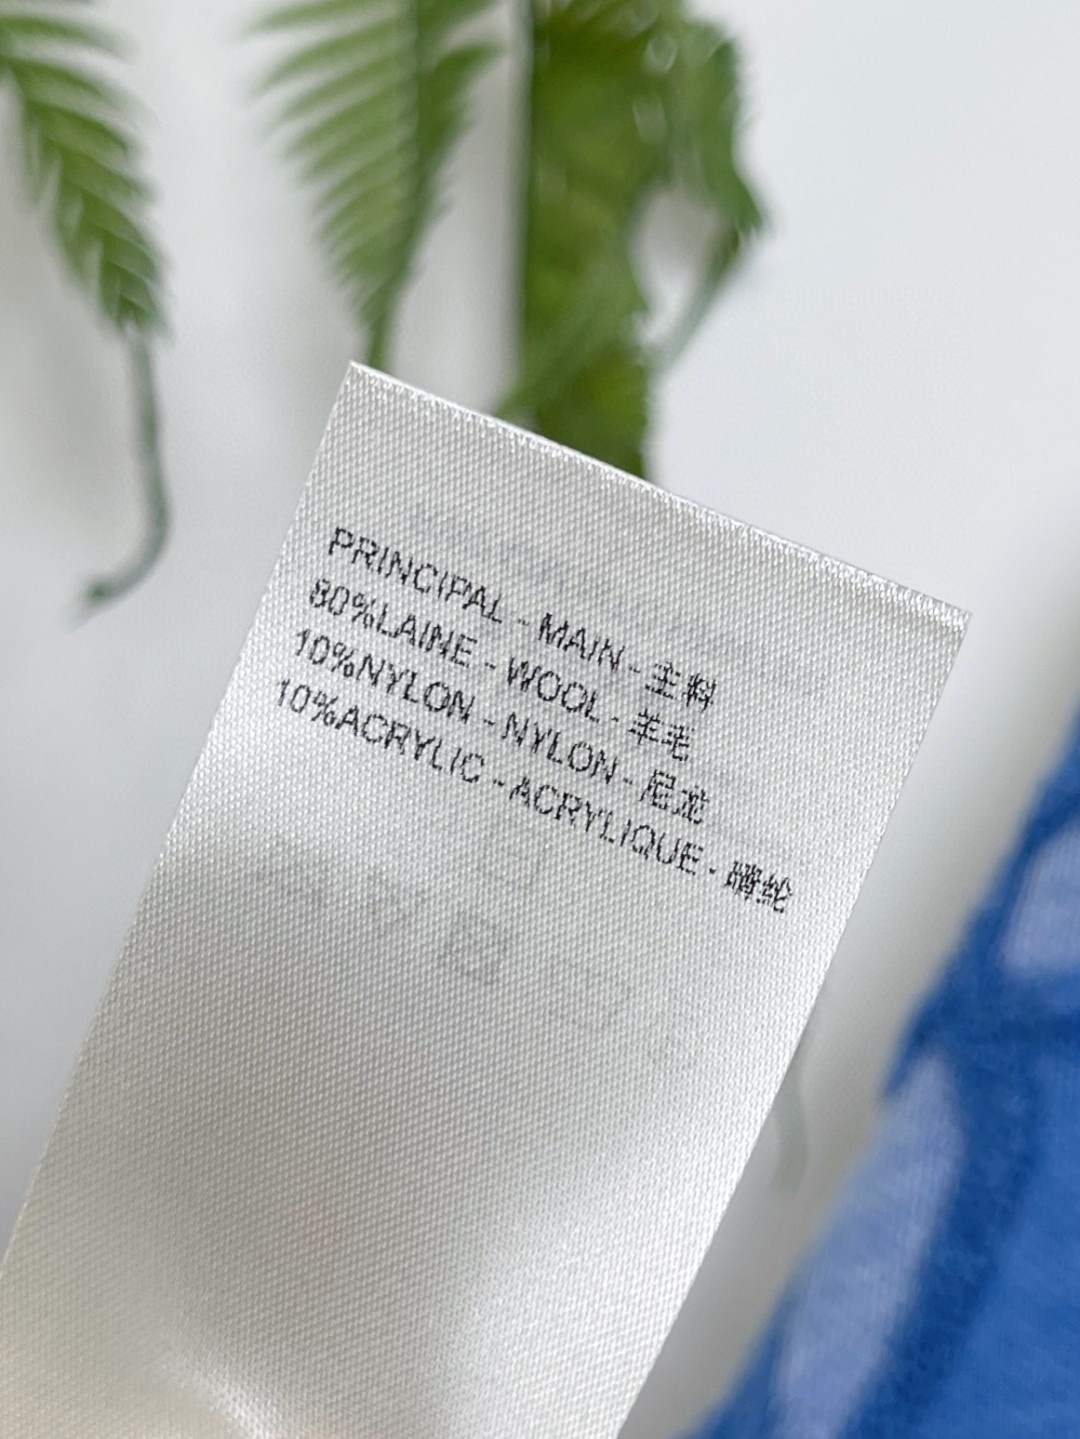 PRINCIPAL - MAIN - 主料
80%LAINE - WOOL - 羊毛
10%NYLON - NYLON - 尼龙
10%ACRYLIC - ACRYLIQUE - 腈纶